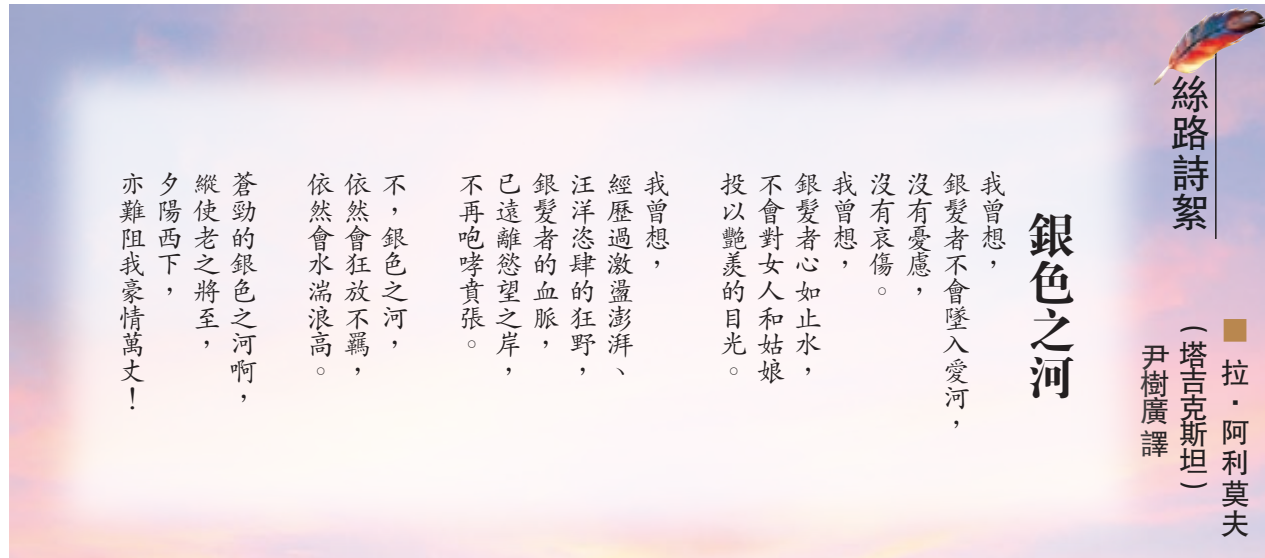 絲路詩絮
■ 拉·阿利莫夫
（塔吉克斯坦）
尹樹廣 譯
銀色之河
我曾想，
銀髮者不會墜入愛河，
沒有憂慮，
沒有哀傷。
我曾想，
銀髮者心如止水，
不會對女人和姑娘
投以艷羨的目光。
我曾想，
經歷過激盪澎湃、
汪洋恣肆的狂野，
銀髮者的血脈，
已遠離慾望之岸，
不再咆哮賁張。
不，銀色之河，
依然會狂放不羈，
依然會水湍浪高。
蒼勁的銀色之河啊，
縱使老之將至，
夕陽西下，
亦難阻我豪情萬丈！